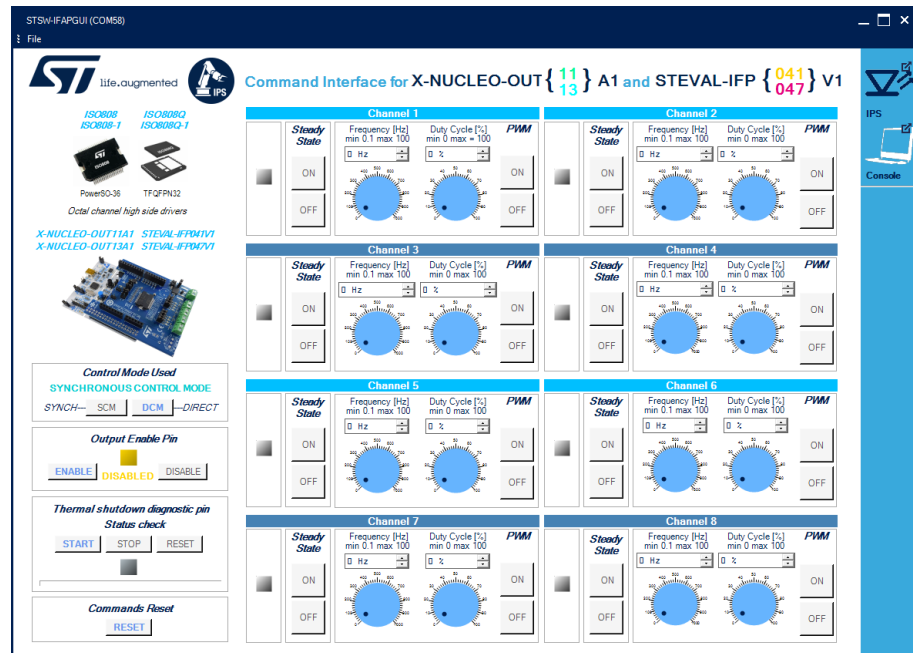 STSW-IFAPGUI (COM58)
File
ST life.augmented
IPS
Command Interface for X-NUCLEO-OUT { 11 13 } A1 and STEVAL-IFP { 041 047 } V1
IPS
Console
ISO808 ISO808Q
ISO808-1 ISO808Q-1
PowerSO-36 TFQFPN32
Octal channel high side drivers
X-NUCLEO-OUT11A1 STEVAL-IFP041V1
X-NUCLEO-OUT13A1 STEVAL-IFP047V1
Control Mode Used
SYNCHRONOUS CONTROL MODE
SYNCH— SCM DCM —DIRECT
Output Enable Pin
ENABLE DISABLED DISABLE
Thermal shutdown diagnostic pin
Status check
START STOP RESET
Commands Reset
RESET
Channel 1
Steady State
Frequency [Hz] Duty Cycle [%] PWM
min 0.1 max 100 min 0 max = 100
0 Hz 0 %
ON ON
OFF OFF
Channel 2
Steady State
Frequency [Hz] Duty Cycle [%] PWM
min 0.1 max 100 min 0 max 100
0 Hz 0 %
ON ON
OFF OFF
Channel 3
Steady State
Frequency [Hz] Duty Cycle [%] PWM
min 0.1 max 100 min 0 max 100
0 Hz 0 %
ON ON
OFF OFF
Channel 4
Steady State
Frequency [Hz] Duty Cycle [%] PWM
min 0.1 max 100 min 0 max 100
0 Hz 0 %
ON ON
OFF OFF
Channel 5
Steady State
Frequency [Hz] Duty Cycle [%] PWM
min 0.1 max 100 min 0 max 100
0 Hz 0 %
ON ON
OFF OFF
Channel 6
Steady State
Frequency [Hz] Duty Cycle [%] PWM
min 0.1 max 100 min 0 max 100
0 Hz 0 %
ON ON
OFF OFF
Channel 7
Steady State
Frequency [Hz] Duty Cycle [%] PWM
min 0.1 max 100 min 0 max 100
0 Hz 0 %
ON ON
OFF OFF
Channel 8
Steady State
Frequency [Hz] Duty Cycle [%] PWM
min 0.1 max 100 min 0 max 100
0 Hz 0 %
ON ON
OFF OFF